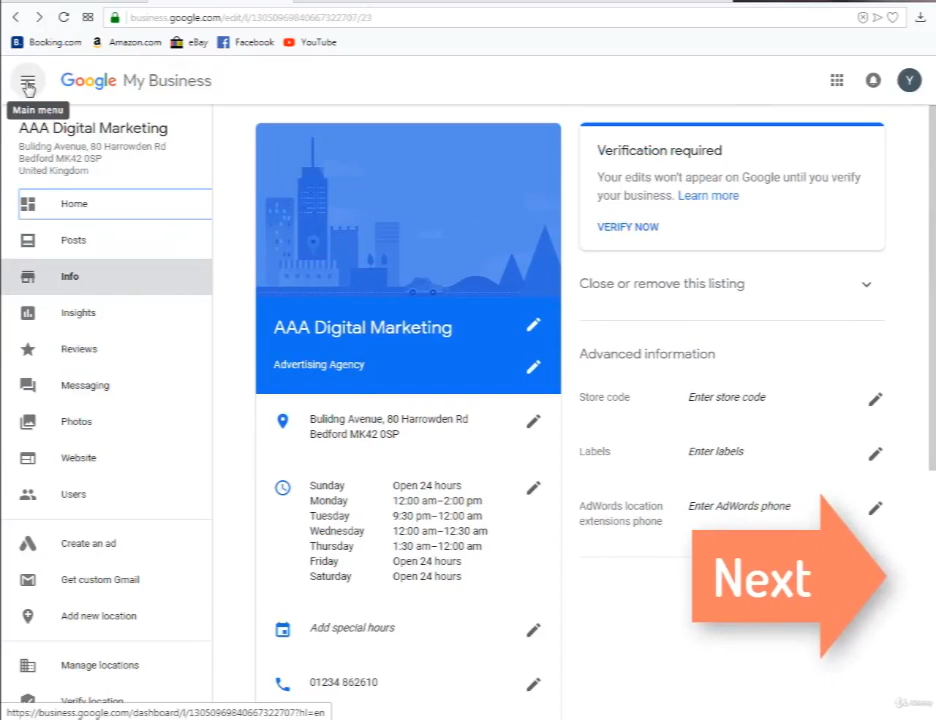 business.google.com/edit/l/13050969840667322707/23
B. Booking.com a Amazon.com eBay Facebook YouTube
Google My Business
Y
Main menu
AAA Digital Marketing
Bulidng Avenue, 80 Harrowden Rd
Bedford MK42 0SP
United Kingdom
Home
Posts
Info
Insights
Reviews
Messaging
Photos
Website
Users
Create an ad
Get custom Gmail
Add new location
Manage locations
Verify location
https://business.google.com/dashboard/l/13050969840667322707?hl=en
AAA Digital Marketing
Advertising Agency
Bulidng Avenue, 80 Harrowden Rd
Bedford MK42 0SP
Sunday Open 24 hours
Monday 12:00 am–2:00 pm
Tuesday 9:30 pm–12:00 am
Wednesday 12:00 am–12:30 am
Thursday 1:30 am–12:00 am
Friday Open 24 hours
Saturday Open 24 hours
Add special hours
01234 862610
Verification required
Your edits won't appear on Google until you verify
your business. Learn more
VERIFY NOW
Close or remove this listing
Advanced information
Store code Enter store code
Labels Enter labels
AdWords location Enter AdWords phone
extensions phone
Next